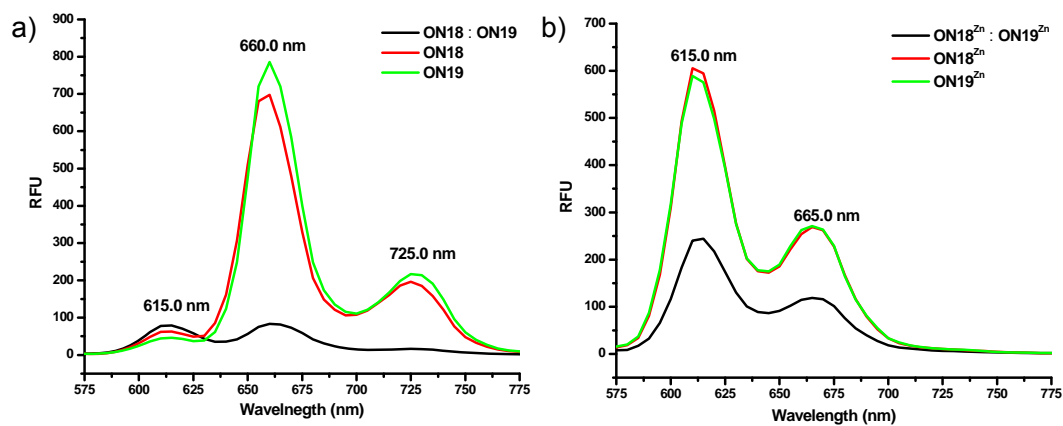 a)
900
800
700
600
500
400
300
200
100
0
RFU
660.0 nm
725.0 nm
615.0 nm
ON18 : ON19
ON18
ON19
575 600 625 650 675 700 725 750 775
Wavelnegth (nm)
b)
700
600
500
400
300
200
100
0
RFU
615.0 nm
665.0 nm
ON18Zn : ON19Zn
ON18Zn
ON19Zn
575 600 625 650 675 700 725 750 775
Wavelength (nm)